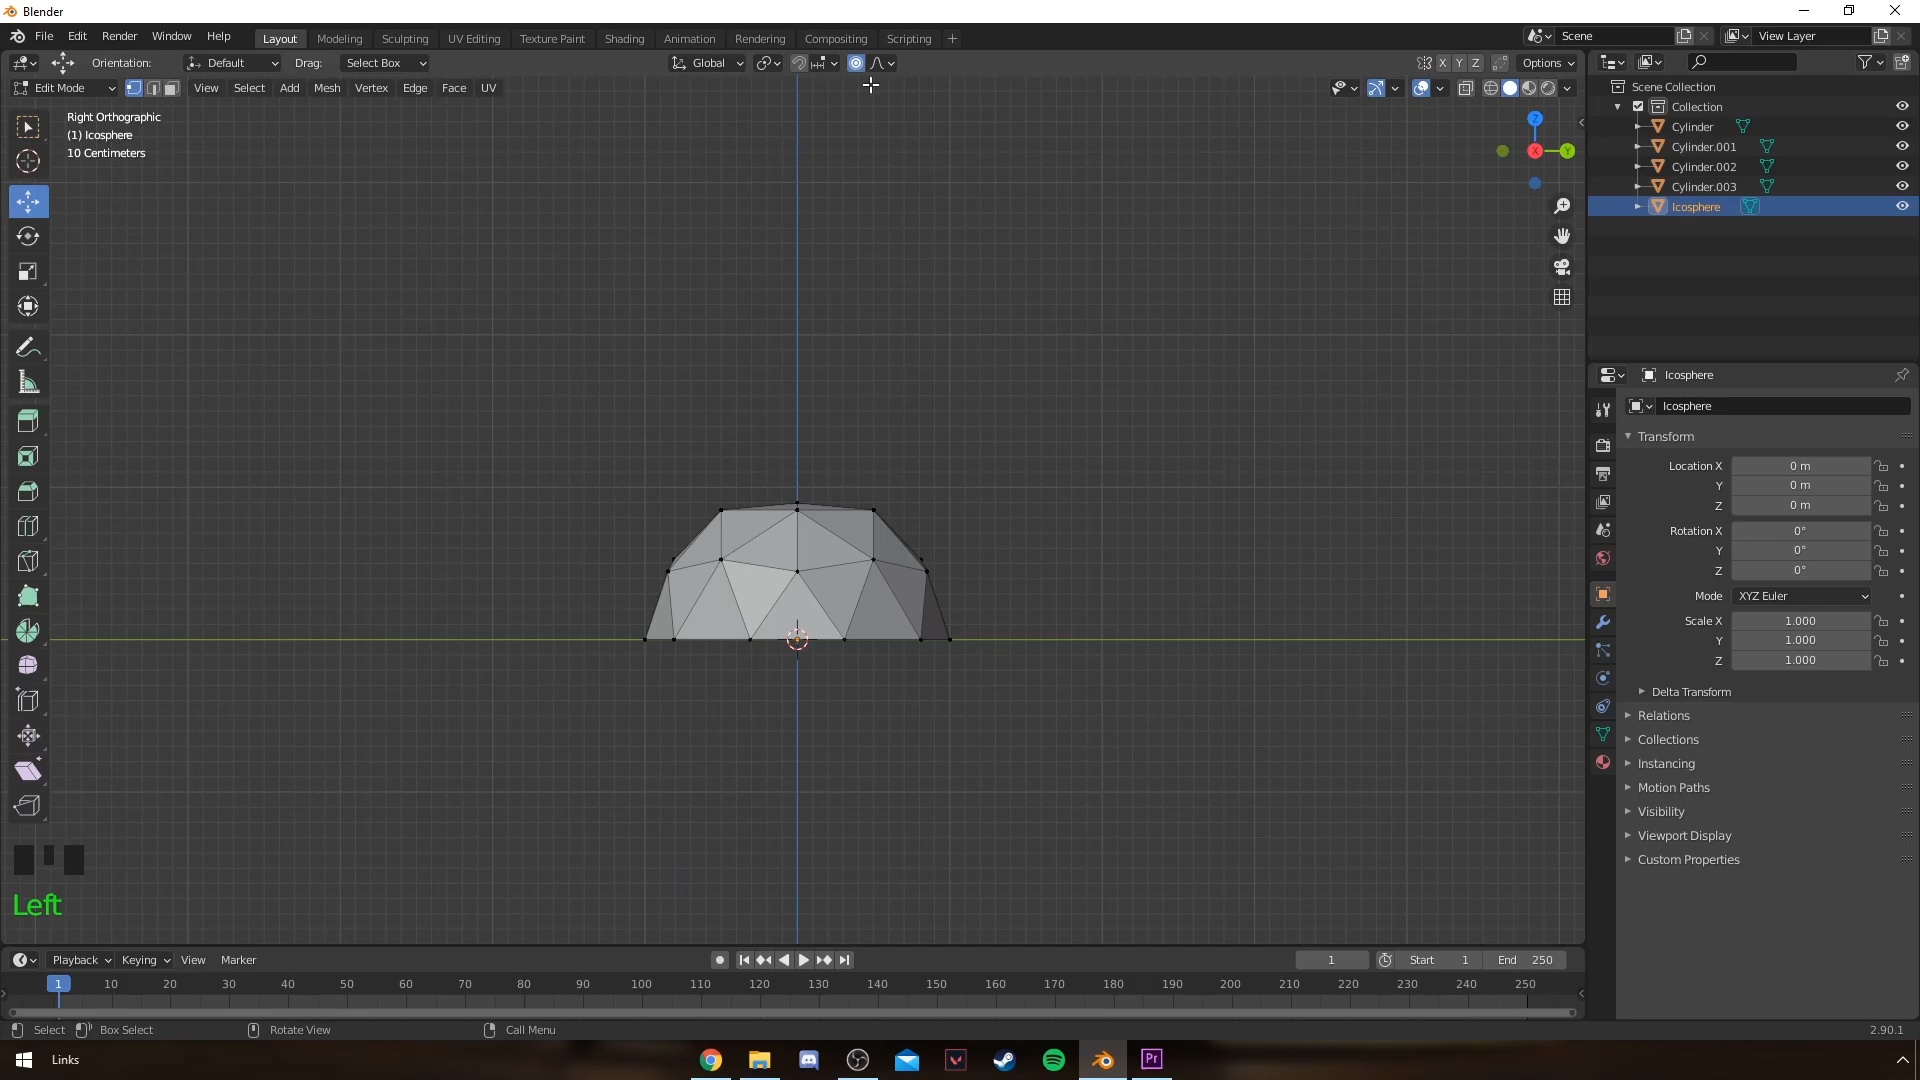 Blender
File Edit Render Window Help Layout Modeling Sculpting UV Editing Texture Paint Shading Animation Rendering Compositing Scripting + Scene View Layer
Orientation: Default Drag: Select Box Global X Y Z Options
Edit Mode View Select Add Mesh Vertex Edge Face UV
Scene Collection
Collection
Cylinder
Cylinder.001
Cylinder.002
Cylinder.003
Icosphere
Right Orthographic
(1) Icosphere
10 Centimeters
Z
X Y
Icosphere
Icosphere
Transform
Location X 0 m
Y 0 m
Z 0 m
Rotation X 0°
Y 0°
Z 0°
Mode XYZ Euler
Scale X 1.000
Y 1.000
Z 1.000
Delta Transform
Relations
Collections
Instancing
Motion Paths
Visibility
Viewport Display
Custom Properties
Left
Playback Keying View Marker 1 Start 1 End 250
1 10 20 30 40 50 60 70 80 90 100 110 120 130 140 150 160 170 180 190 200 210 220 230 240 250
Select Box Select Rotate View Call Menu 2.90.1
Links Pr